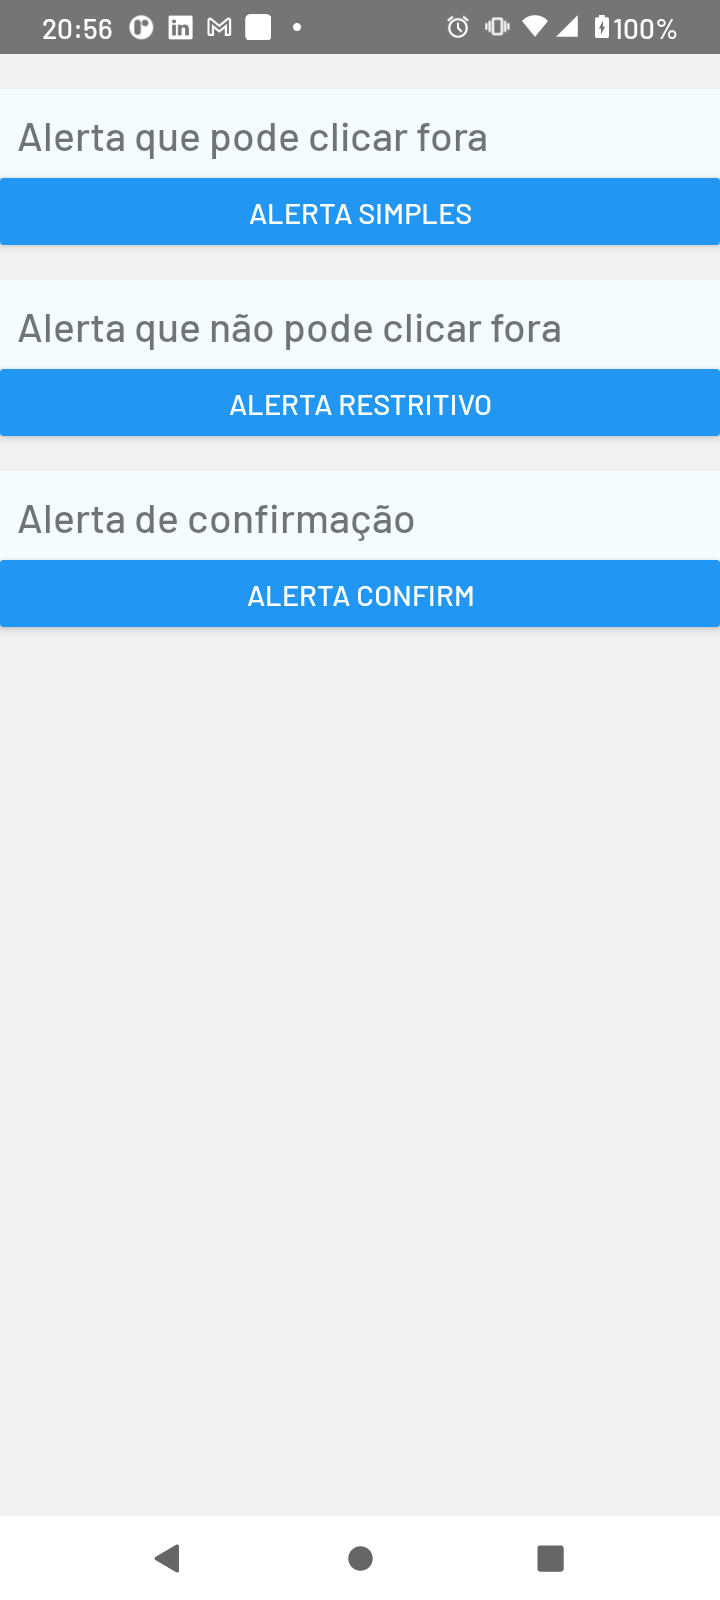 20:56
100%
Alerta que pode clicar fora
ALERTA SIMPLES
Alerta que não pode clicar fora
ALERTA RESTRITIVO
Alerta de confirmação
ALERTA CONFIRM